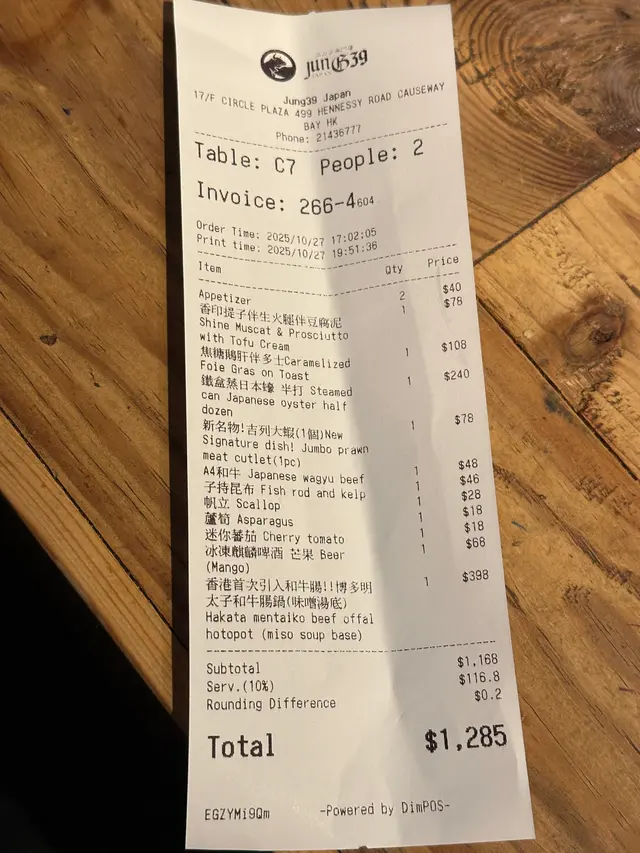 junG39
JAPAN
Jung39 Japan
17/F CIRCLE PLAZA 499 HENNESSY ROAD CAUSEWAY
BAY HK
Phone: 21436777
Table: C7 People: 2
Invoice: 266-4604
Order Time: 2025/10/27 17:02:05
Print time: 2025/10/27 19:51:36
Item Qty Price
Appetizer 2 $40
香印提子伴生火腿伴豆腐泥 1 $78
Shine Muscat & Prosciutto
with Tofu Cream
焦糖鵝肝伴多士Caramelized 1 $108
Foie Gras on Toast
鐵盒蒸日本蠔 半打 Steamed 1 $240
can Japanese oyster half
dozen
新名物!吉列大蝦(1個)New 1 $78
Signature dish! Jumbo prawn
meat cutlet(1pc)
A4和牛 Japanese wagyu beef 1 $48
子持昆布 Fish rod and kelp 1 $46
帆立 Scallop 1 $28
蘆筍 Asparagus 1 $18
迷你蕃茄 Cherry tomato 1 $18
冰凍麒麟啤酒 芒果 Beer 1 $68
(Mango)
香港首次引入和牛腸!!博多明 1 $398
太子和牛腸鍋(味噌湯底)
Hakata mentaiko beef offal
hotopot (miso soup base)
Subtotal $1,168
Serv.(10%) $116.8
Rounding Difference $0.2
Total $1,285
EGZYMi9Qm -Powered by DimPOS-